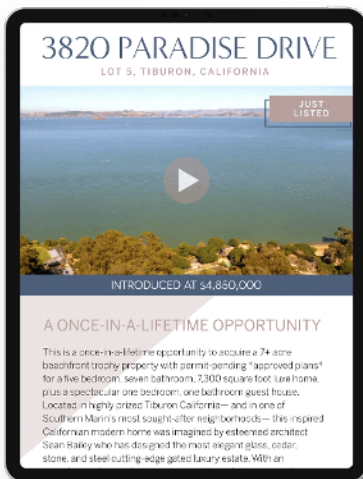 3820 PARADISE DRIVE
LOT 5, TIBURON, CALIFORNIA
JUST
LISTED
INTRODUCED AT $4,850,000
A ONCE-IN-A-LIFETIME OPPORTUNITY
This is a once-in-a-lifetime opportunity to acquire a 7+ acre
beachfront trophy property with permit-pending "approved plans"
for a five bedroom, seven bathroom, 7,300 square foot luxe home,
plus a spectacular one bedroom, one bathroom guest house.
Located in highly prized Tiburon California— and in one of
Southern Marin's most sought-after neighborhoods— this inspired
Californian modern home was imagined by esteemed architect
Sean Bailey who has designed the most elegant glass, cedar,
stone, and steel cutting-edge gated luxury estate. With an